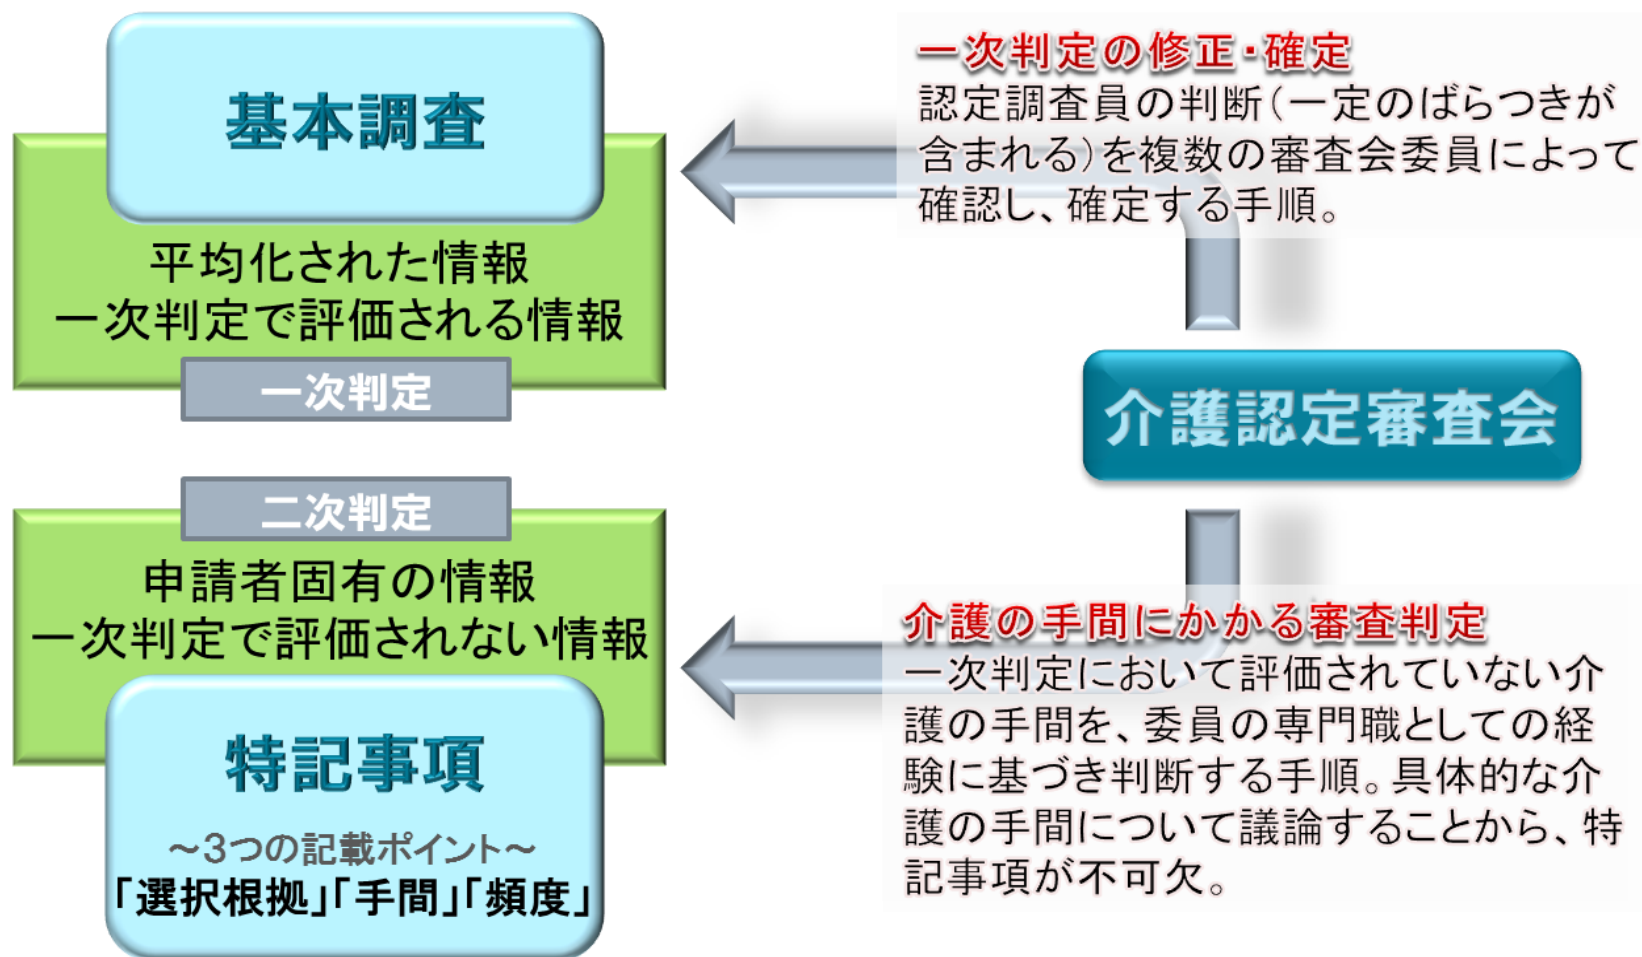 基本調査
平均化された情報
一次判定で評価される情報
一次判定
二次判定
申請者固有の情報
一次判定で評価されない情報
特記事項
~3つの記載ポイント~
「選択根拠」「手間」「頻度」
一次判定の修正・確定
認定調査員の判断(一定のばらつきが
含まれる)を複数の審査会委員によって
確認し、確定する手順。
介護認定審査会
介護の手間にかかる審査判定
一次判定において評価されていない介
護の手間を、委員の専門職としての経
験に基づき判断する手順。具体的な介
護の手間について議論することから、特
記事項が不可欠。